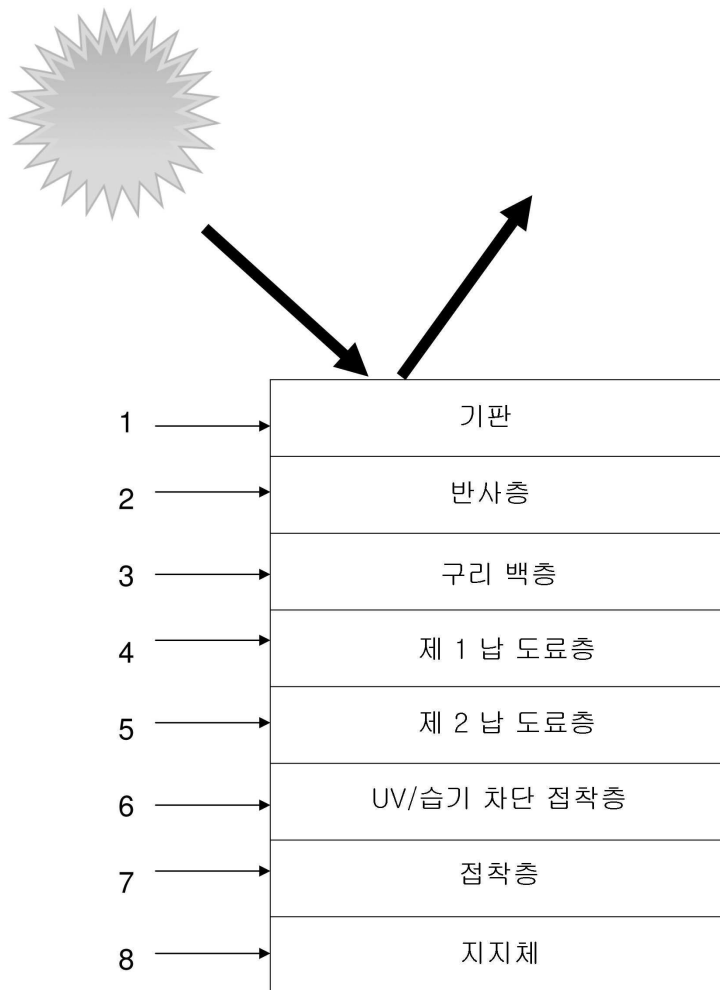 1 기판
2 반사층
3 구리 백층
4 제 1 납 도료층
5 제 2 납 도료층
6 UV/습기 차단 접착층
7 접착층
8 지지체